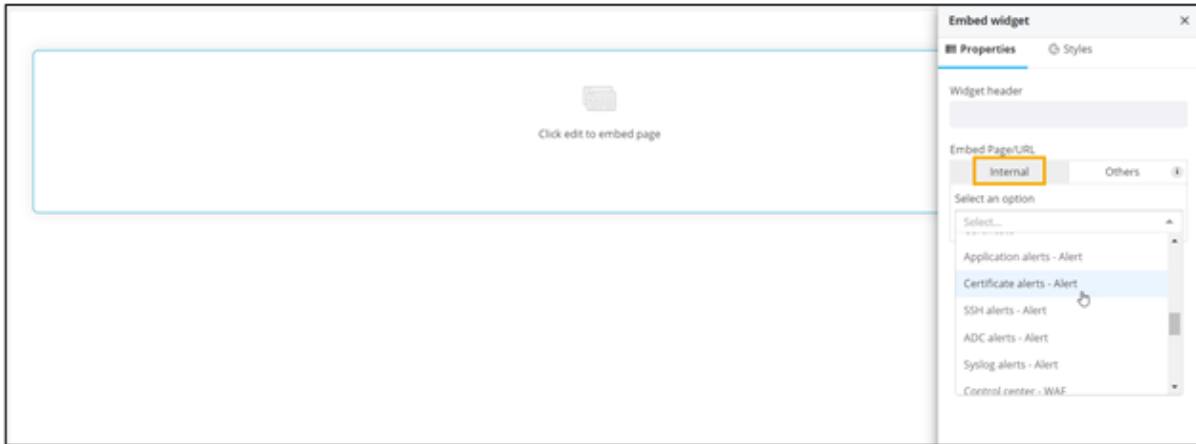 Embed widget
Properties Styles
Widget header
Click edit to embed page
Embed Page/URL
Internal Others
Select an option
Select...
Application alerts - Alert
Certificate alerts - Alert
SSH alerts - Alert
ADC alerts - Alert
Syslog alerts - Alert
Control center - WAF